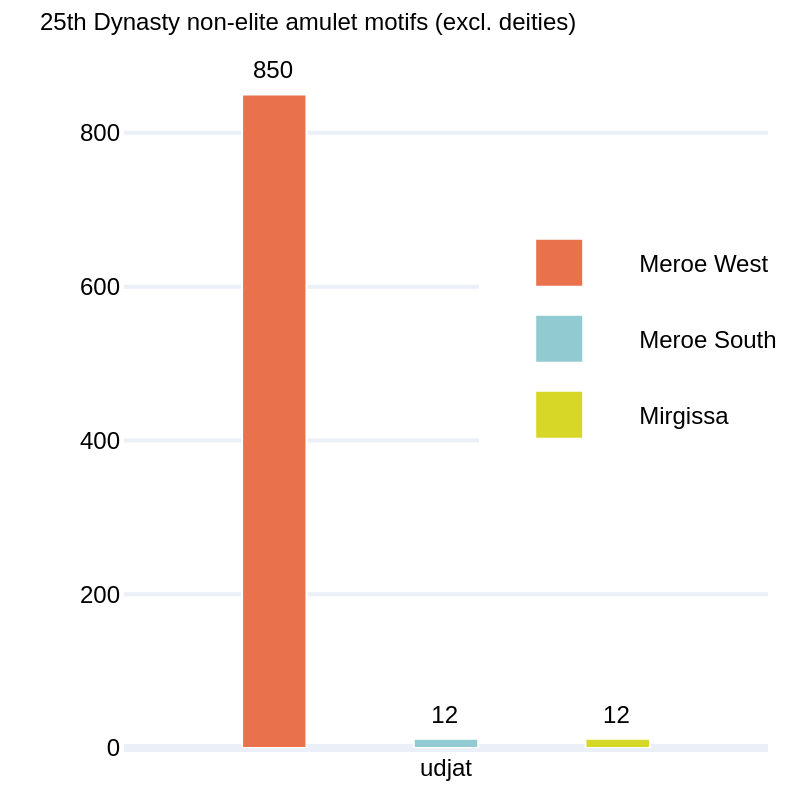 25th Dynasty non-elite amulet motifs (excl. deities)
850
800
600
400
200
0
Meroe West
Meroe South
Mirgissa
12
12
udjat